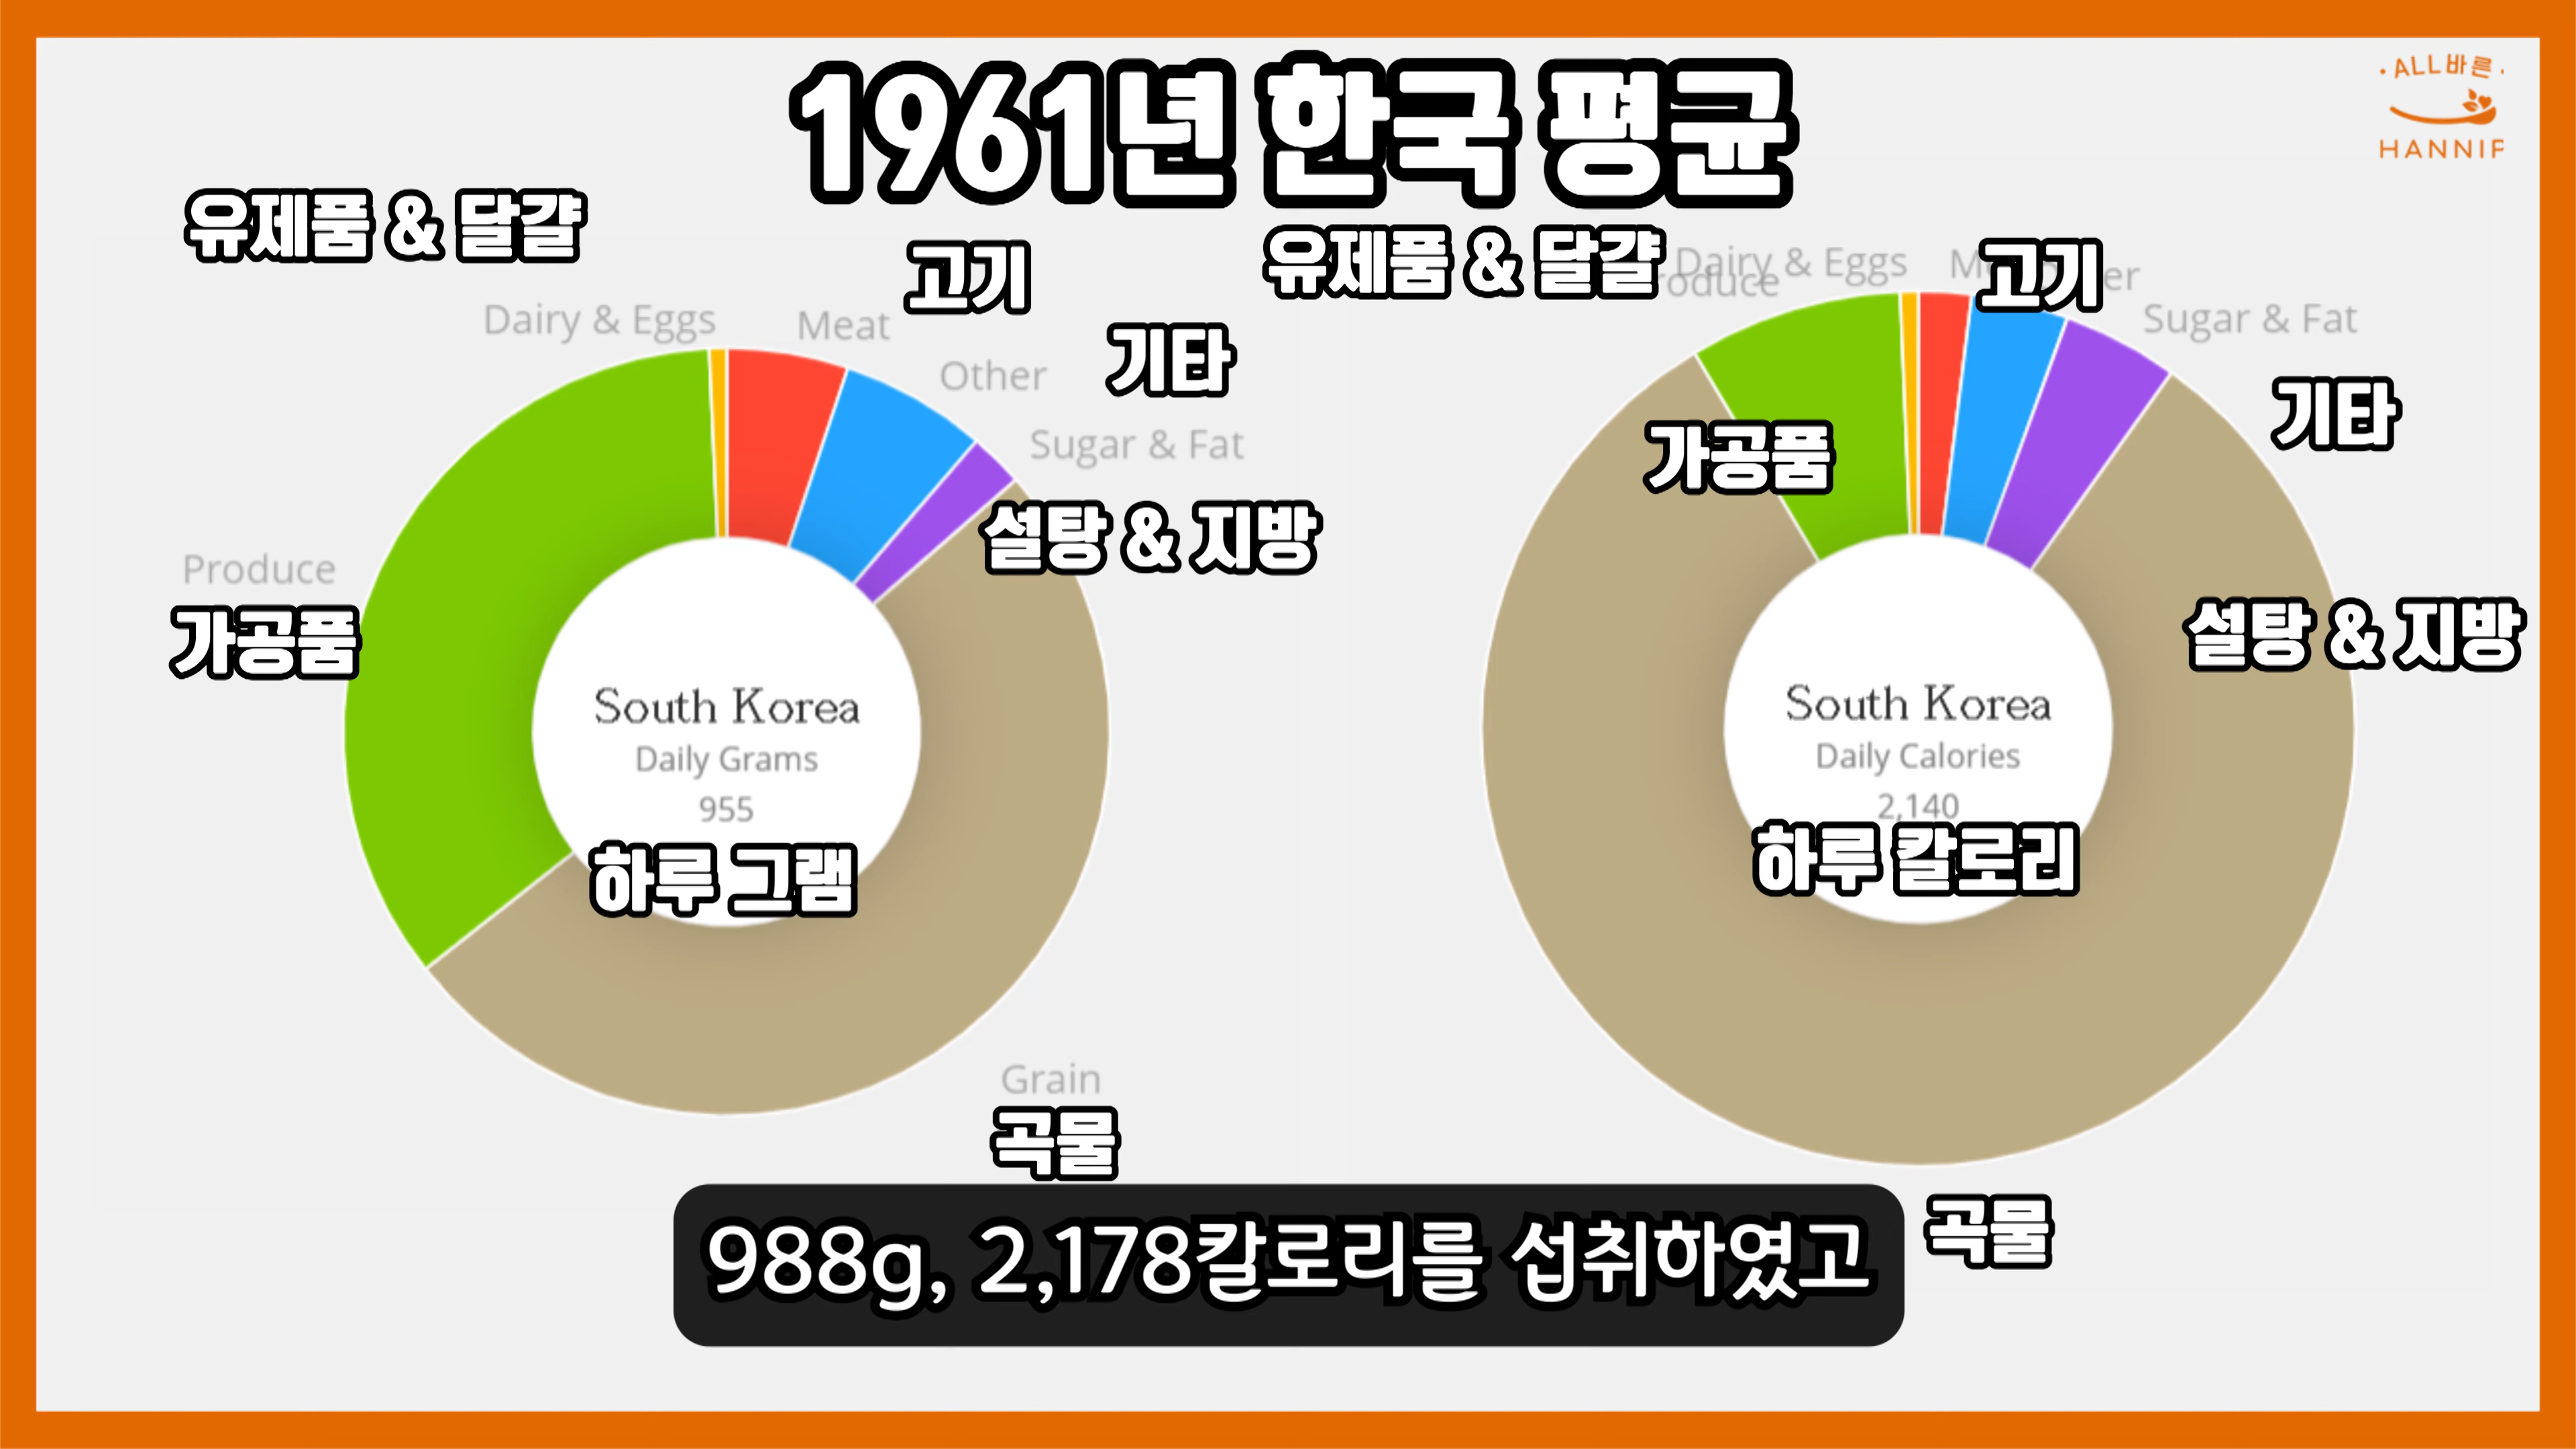 1961년 한국 평균
·ALL바른·
HANNIF
유제품 & 달걀
고기
기타
Dairy & Eggs
Meat
Other
Sugar & Fat
설탕 & 지방
Produce
가공품
South Korea
Daily Grams
955
하루 그램
Grain
곡물
유제품 & 달걀
Dairy & Eggs
고기
Sugar & Fat
기타
가공품
설탕 & 지방
South Korea
Daily Calories
2,140
하루 칼로리
곡물
988g, 2,178칼로리를 섭취하였고